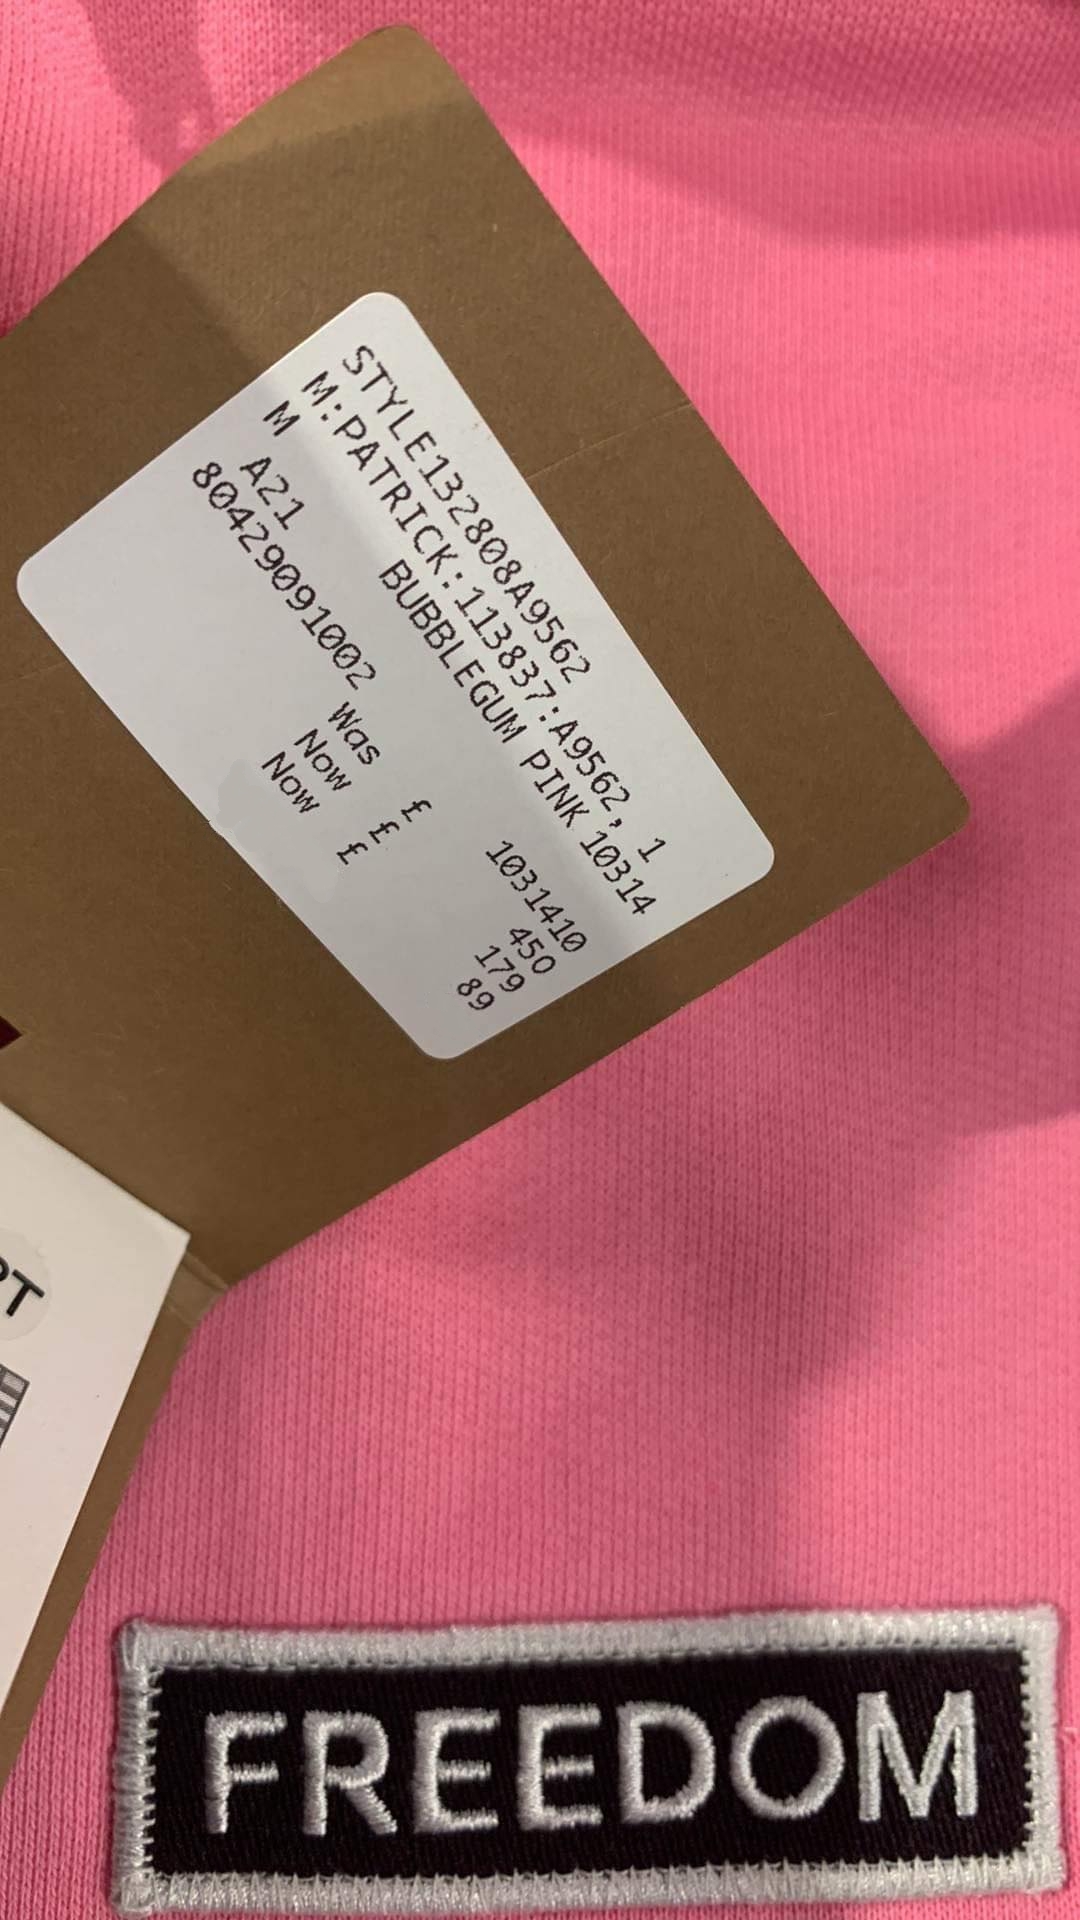 STYLE132808A9562
M:PATRICK:113837:A9562, 1
M BUBBLEGUM PINK 10314
A21
80429091002 1031410
Was £ 450
Now £ 179
Now £ 89
FREEDOM